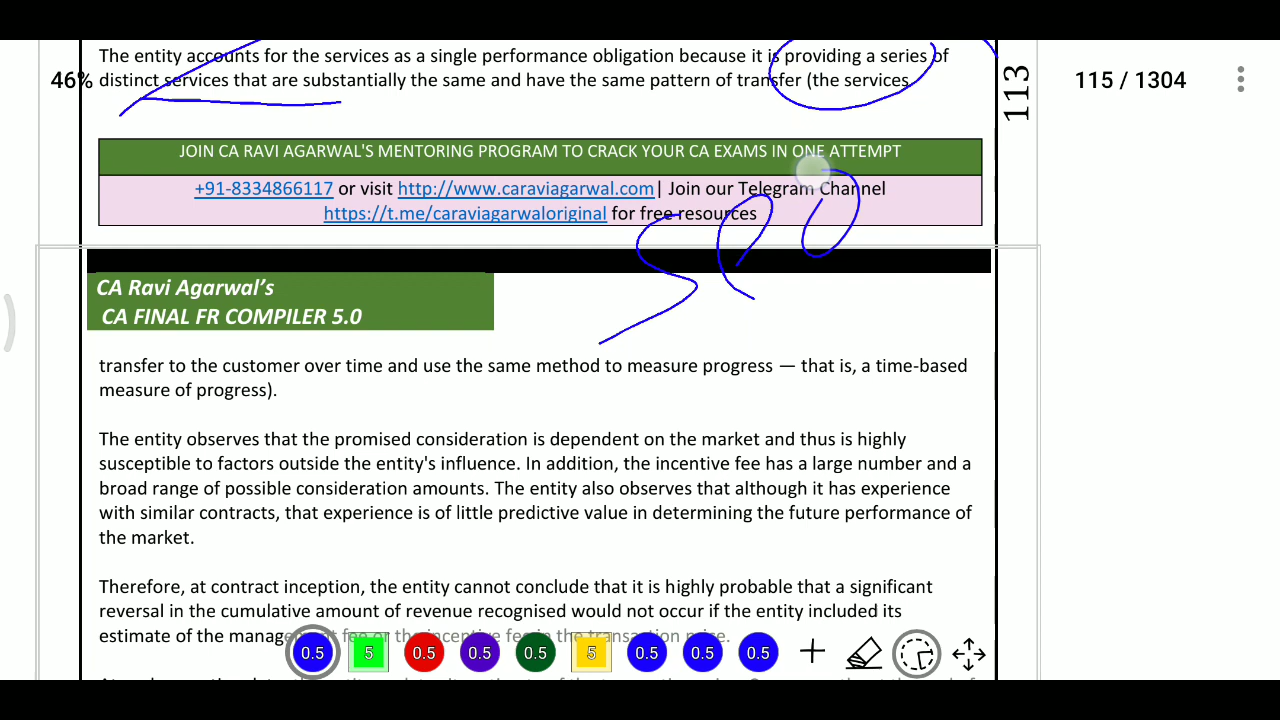 The entity accounts for the services as a single performance obligation because it is providing a series of
46% distinct services that are substantially the same and have the same pattern of transfer (the services
113
115 / 1304
JOIN CA RAVI AGARWAL'S MENTORING PROGRAM TO CRACK YOUR CA EXAMS IN ONE ATTEMPT
+91-8334866117 or visit http://www.caraviagarwal.com| Join our Telegram Channel
https://t.me/caraviagarwaloriginal for free resources
SPO
CA Ravi Agarwal’s
CA FINAL FR COMPILER 5.0
transfer to the customer over time and use the same method to measure progress — that is, a time-based
measure of progress).
The entity observes that the promised consideration is dependent on the market and thus is highly
susceptible to factors outside the entity's influence. In addition, the incentive fee has a large number and a
broad range of possible consideration amounts. The entity also observes that although it has experience
with similar contracts, that experience is of little predictive value in determining the future performance of
the market.
Therefore, at contract inception, the entity cannot conclude that it is highly probable that a significant
reversal in the cumulative amount of revenue recognised would not occur if the entity included its
estimate of the management fee or the incentive fee in the transaction price.
0.5 5 0.5 0.5 0.5 5 0.5 0.5 0.5